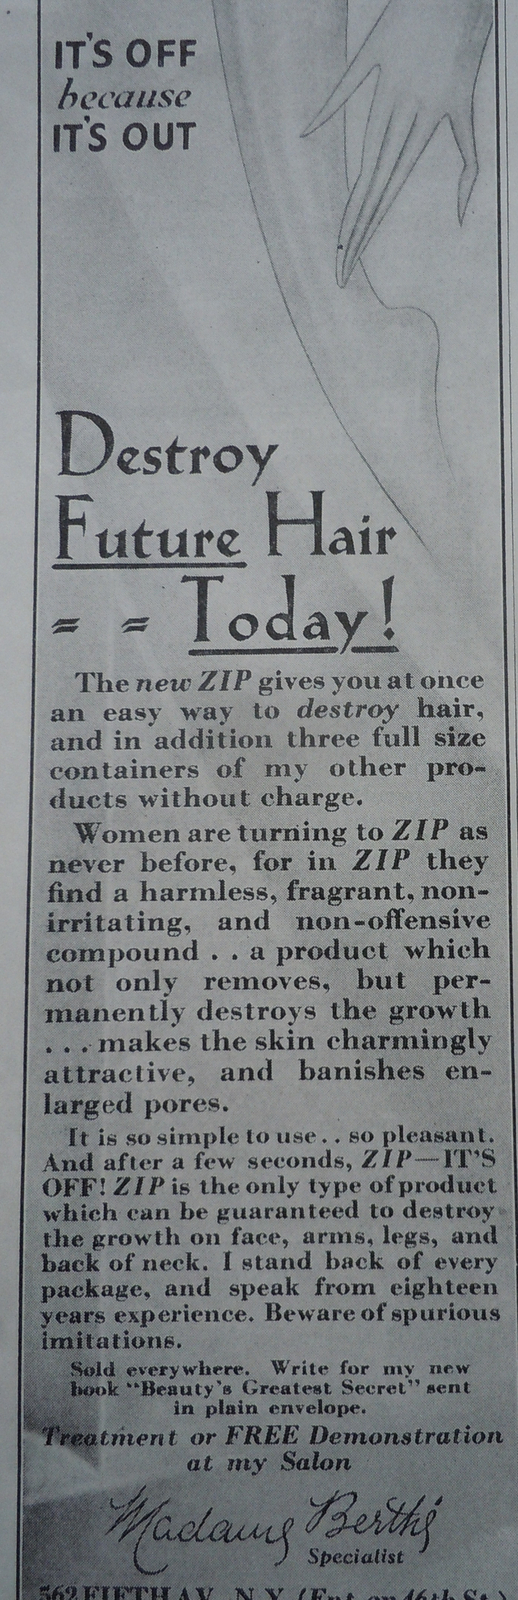 IT'S OFF
because
IT'S OUT
Destroy
Future Hair
= = Today!
The new ZIP gives you at once
an easy way to destroy hair,
and in addition three full size
containers of my other pro-
ducts without charge.
Women are turning to ZIP as
never before, for in ZIP they
find a harmless, fragrant, non-
irritating, and non-offensive
compound . . a product which
not only removes, but per-
manently destroys the growth
. . . makes the skin charmingly
attractive, and banishes en-
larged pores.
It is so simple to use . . so pleasant.
And after a few seconds, ZIP—IT'S
OFF! ZIP is the only type of product
which can be guaranteed to destroy
the growth on face, arms, legs, and
back of neck. I stand back of every
package, and speak from eighteen
years experience. Beware of spurious
imitations.
Sold everywhere. Write for my new
book "Beauty's Greatest Secret" sent
in plain envelope.
Treatment or FREE Demonstration
at my Salon
Madame Berthé
Specialist
562 FIFTH AV., N.Y. (Ent. on 46th St.)